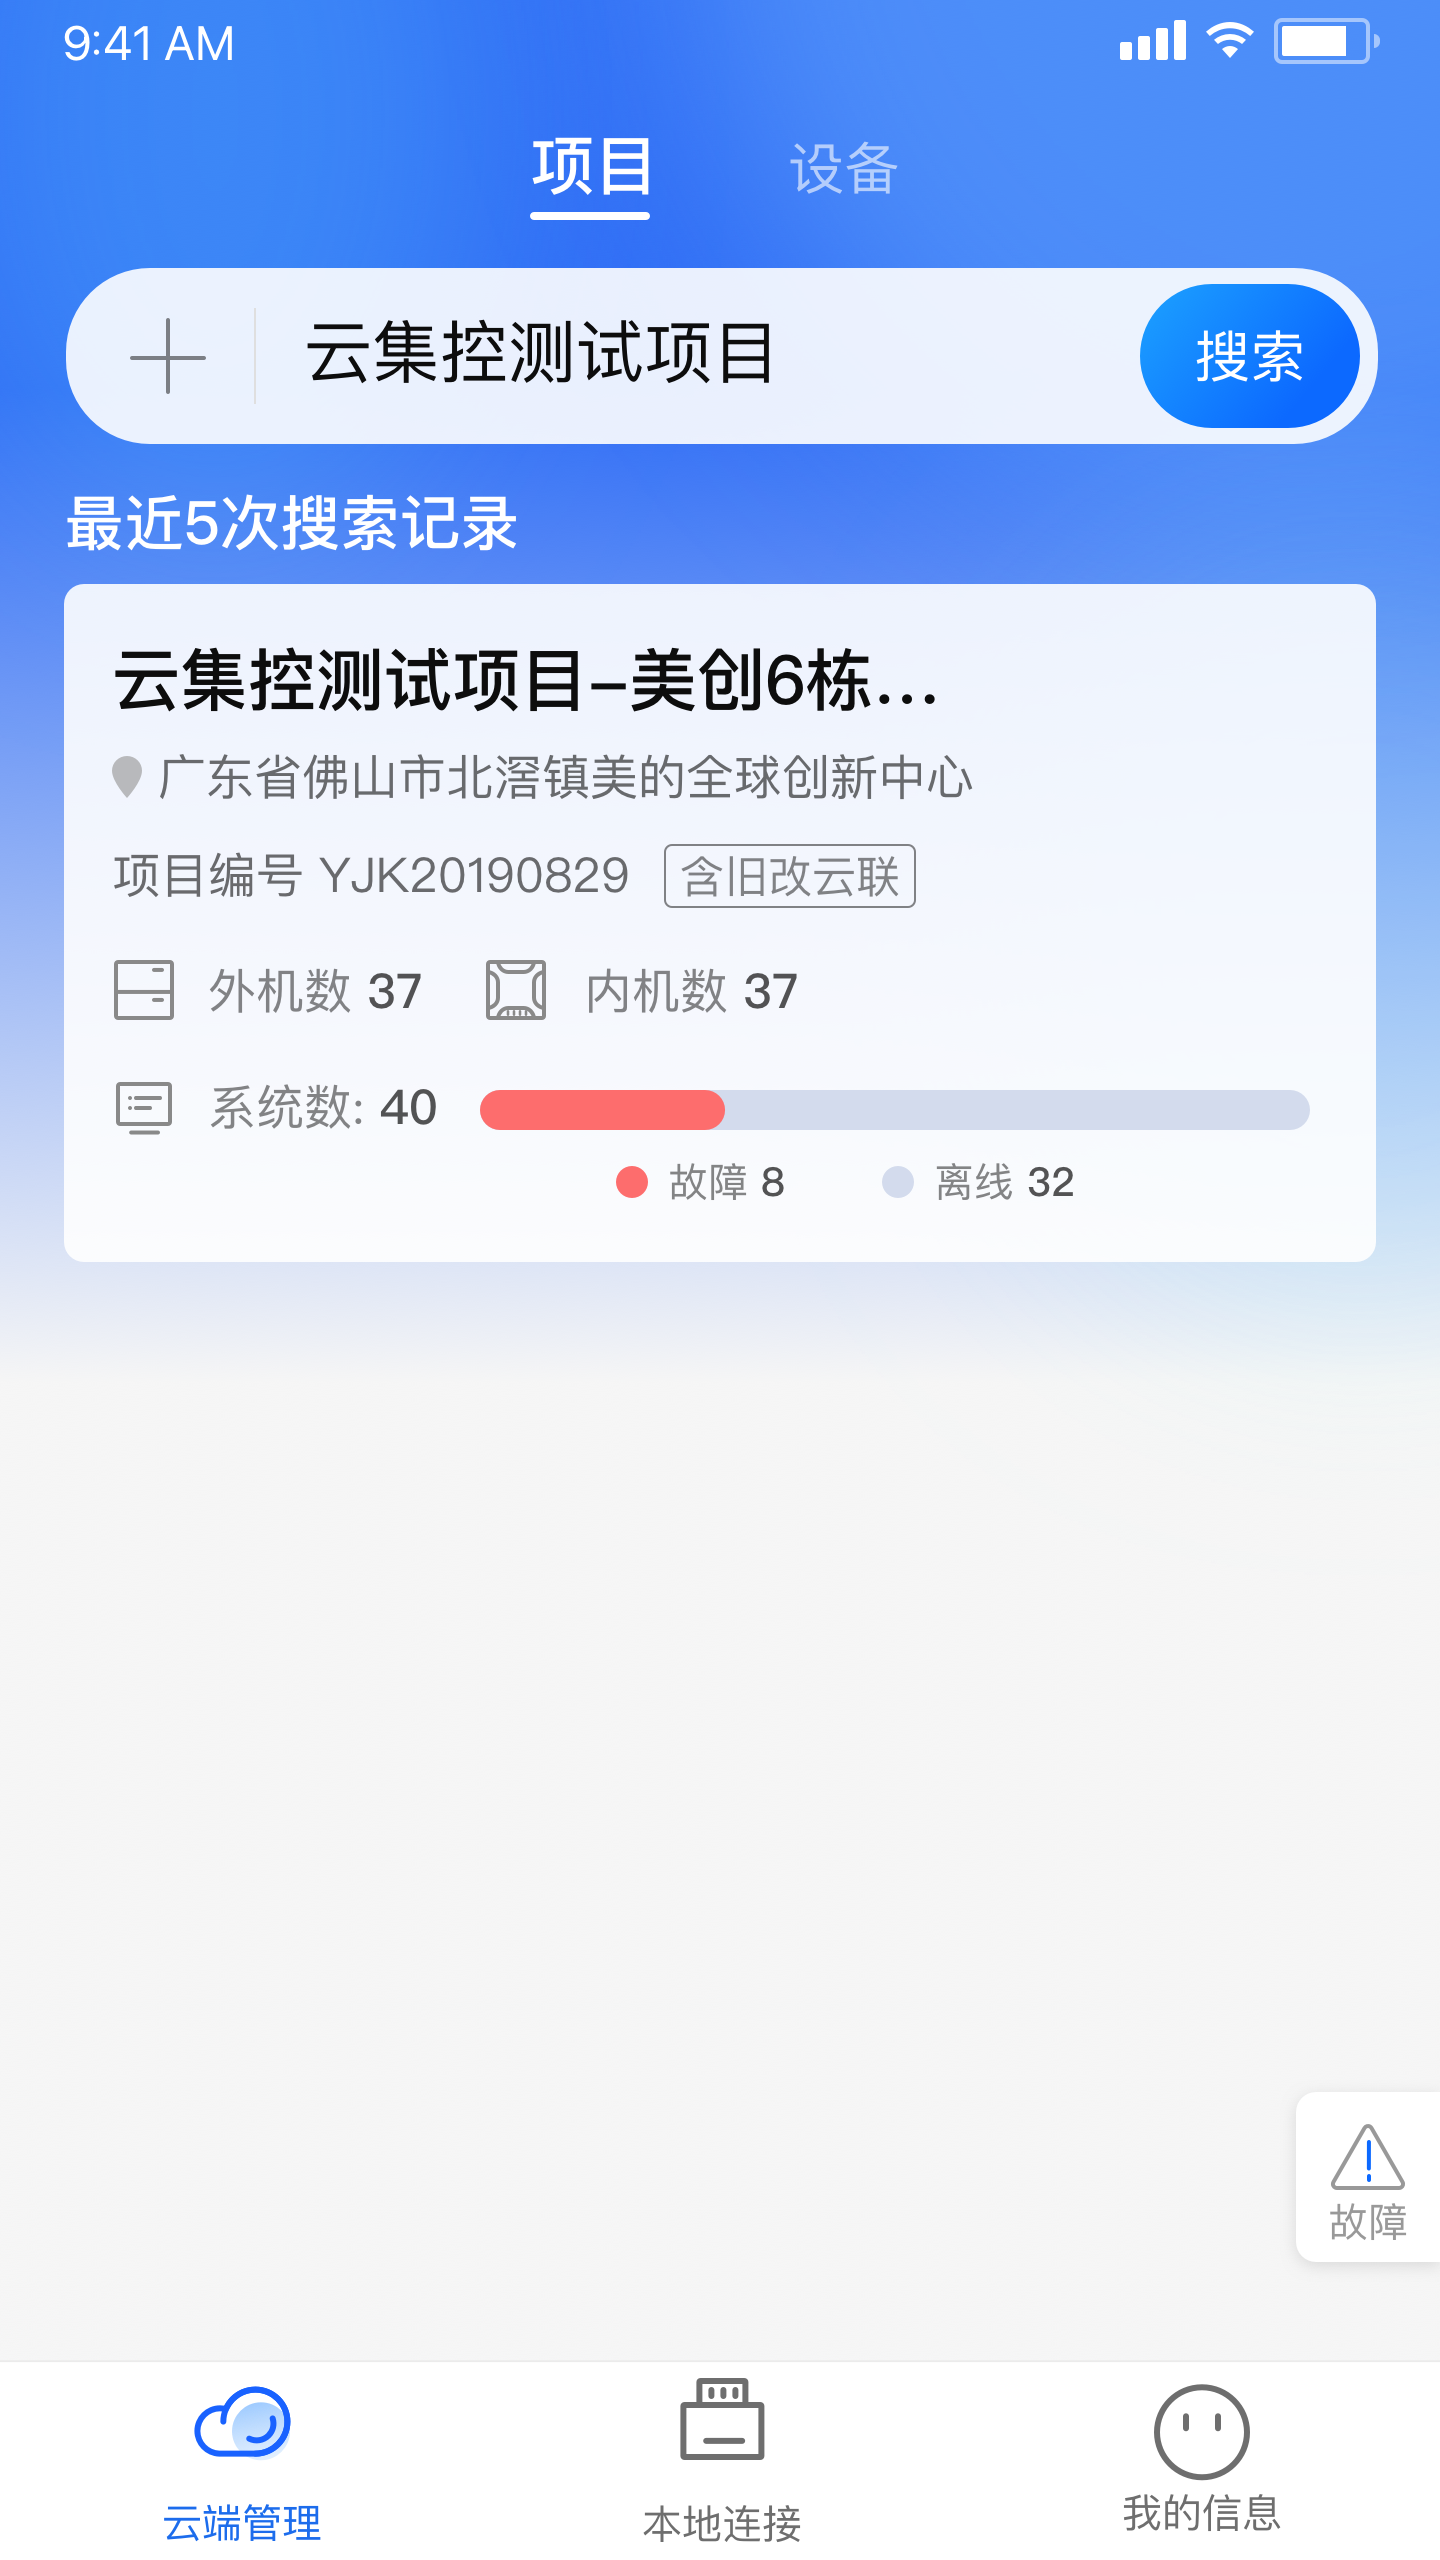 9:41 AM
项目 设备
云集控测试项目 搜索
最近5次搜索记录
云集控测试项目-美创6栋...
广东省佛山市北滘镇美的全球创新中心
项目编号 YJK20190829 含旧改云联
外机数 37 内机数 37
系统数: 40
故障 8 离线 32
故障
云端管理 本地连接 我的信息